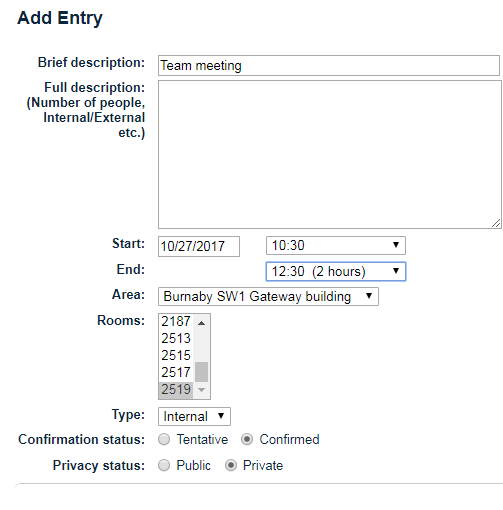 Add Entry
Brief description: Team meeting
Full description:
(Number of people,
Internal/External
etc.)
Start: 10/27/2017 10:30
End: 12:30 (2 hours)
Area: Burnaby SW1 Gateway building
Rooms: 2187
2513
2515
2517
2519
Type: Internal
Confirmation status: Tentative Confirmed
Privacy status: Public Private